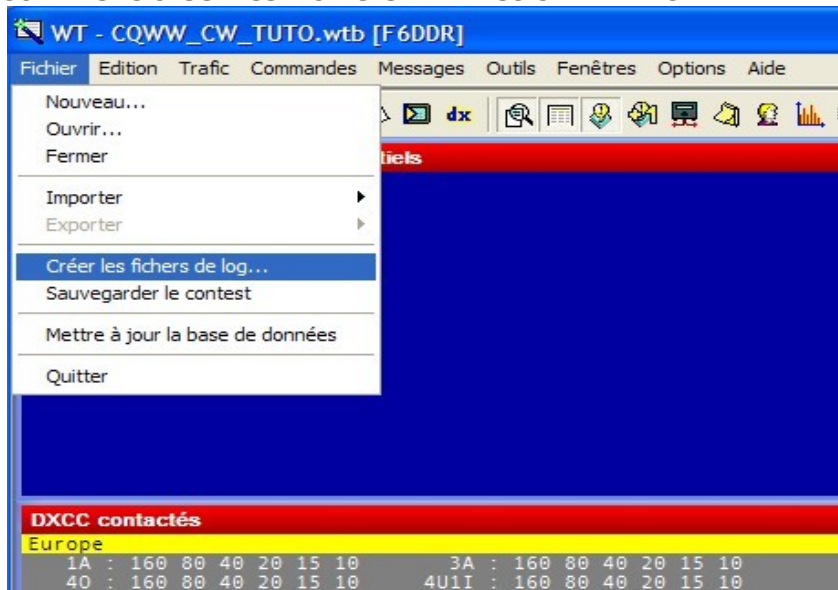 WT - CQWW_CW_TUTO.wtb [F6DDR]
Fichier Edition Trafic Commandes Messages Outils Fenêtres Options Aide
Nouveau...
Ouvrir...
Fermer
Importer
Exporter
Créer les fichers de log...
Sauvegarder le contest
Mettre à jour la base de données
Quitter
dx
tiels
DXCC contactés
Europe
1A : 160 80 40 20 15 10 3A : 160 80 40 20 15 10
4O : 160 80 40 20 15 10 4U1I : 160 80 40 20 15 10